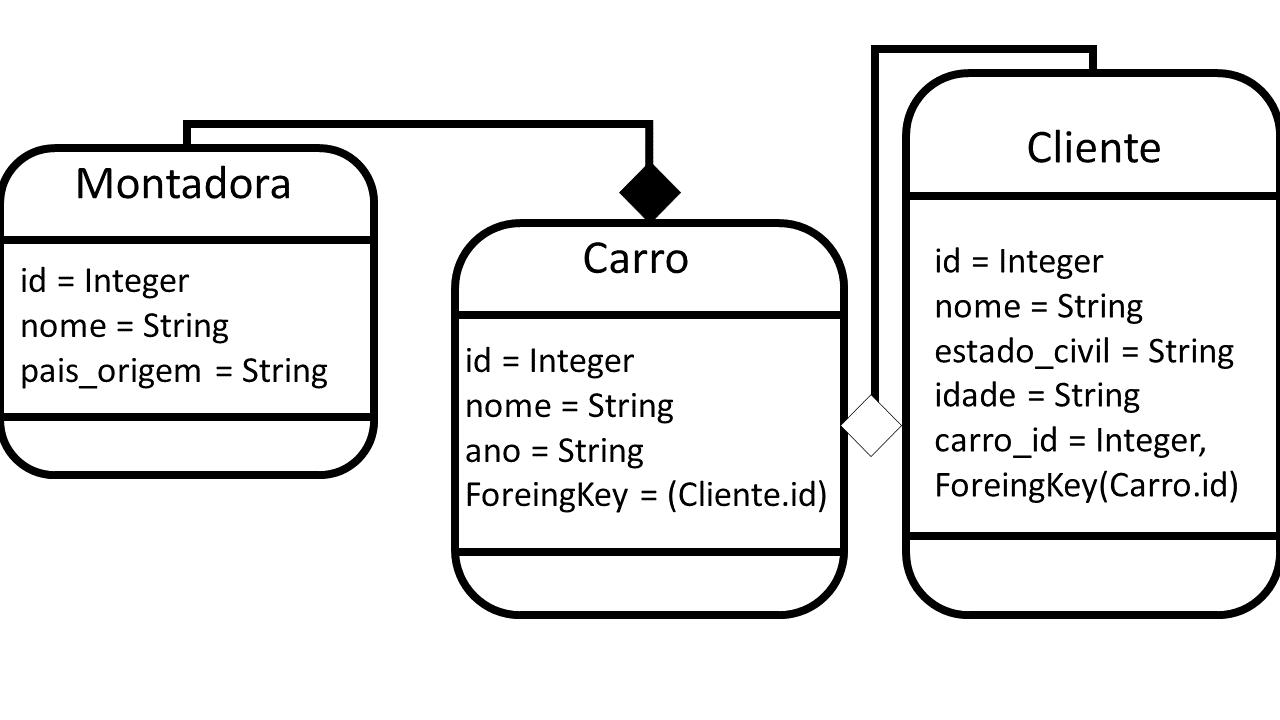 Montadora
id = Integer
nome = String
pais_origem = String
Carro
id = Integer
nome = String
ano = String
ForeingKey = (Cliente.id)
Cliente
id = Integer
nome = String
estado_civil = String
idade = String
carro_id = Integer,
ForeingKey(Carro.id)